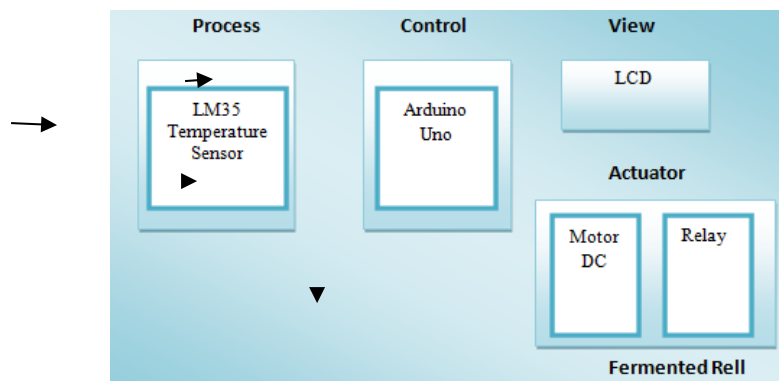 Process
Control
View
LM35
Temperature
Sensor
Arduino
Uno
LCD
Actuator
Motor
DC
Relay
Fermented Rell